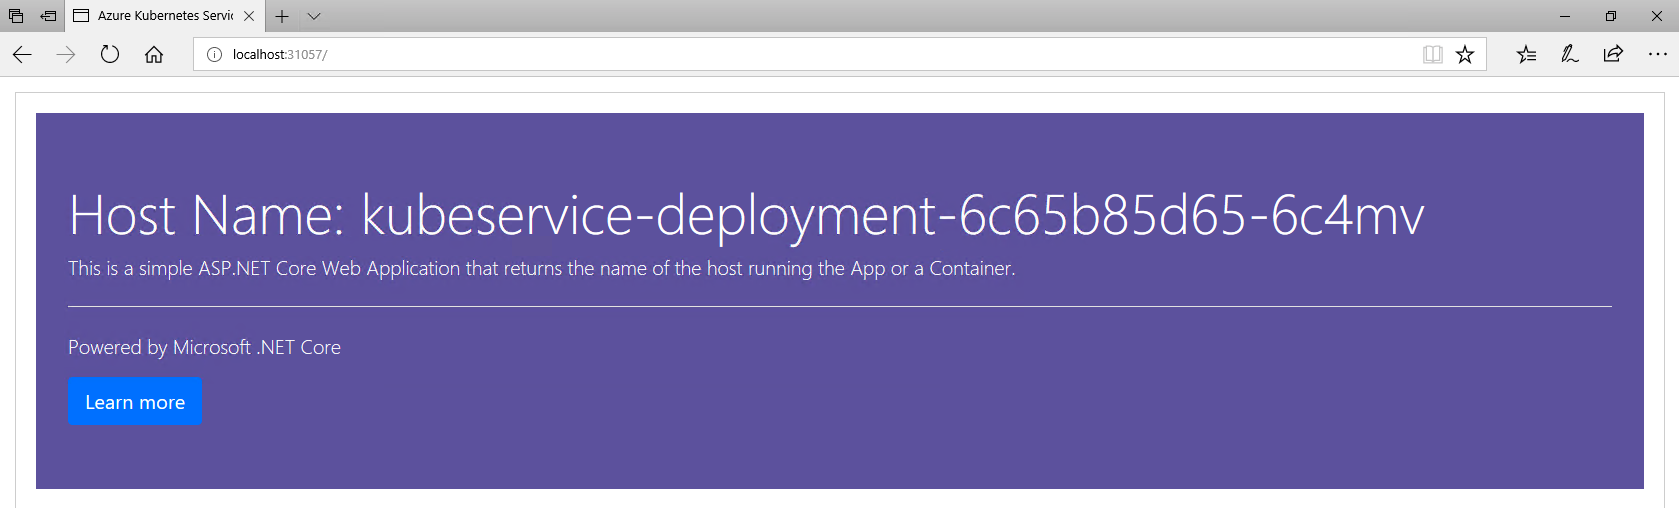 Azure Kubernetes Servic
localhost:31057/
Host Name: kubeservice-deployment-6c65b85d65-6c4mv
This is a simple ASP.NET Core Web Application that returns the name of the host running the App or a Container.
Powered by Microsoft .NET Core
Learn more